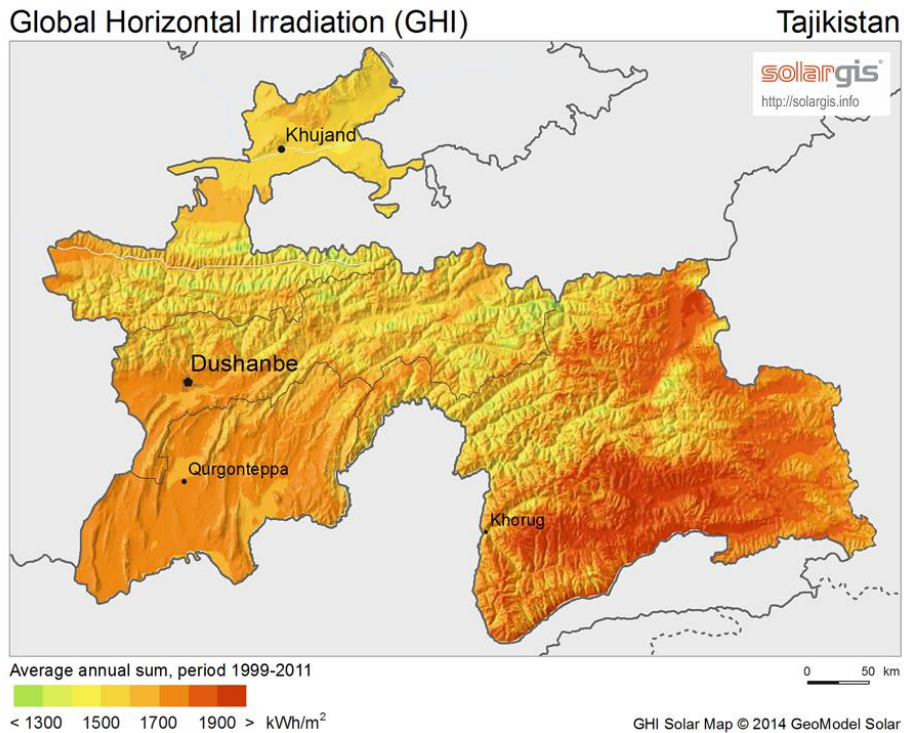 Global Horizontal Irradiation (GHI) Tajikistan
solargis
http://solargis.info
Khujand
Dushanbe
Qurgonteppa
Khorug
Average annual sum, period 1999-2011
0 50 km
< 1300 1500 1700 1900 > kWh/m²
GHI Solar Map © 2014 GeoModel Solar